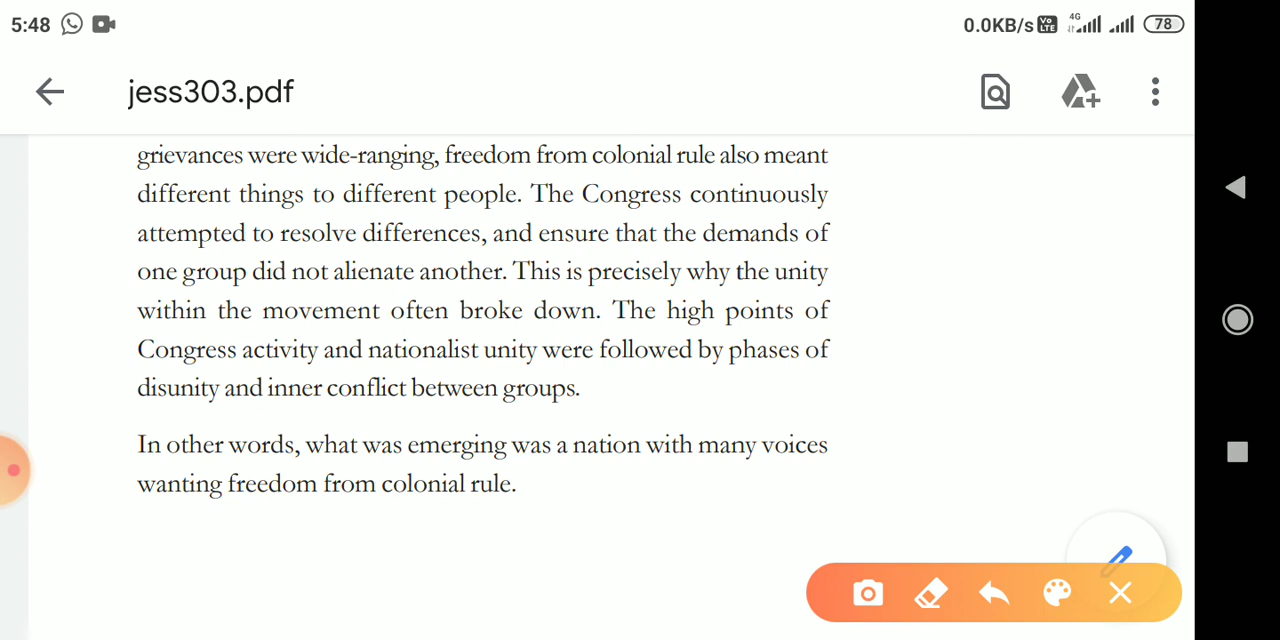 5:48
0.0KB/s Vo LTE 4G 78
jess303.pdf
grievances were wide-ranging, freedom from colonial rule also meant
different things to different people. The Congress continuously
attempted to resolve differences, and ensure that the demands of
one group did not alienate another. This is precisely why the unity
within the movement often broke down. The high points of
Congress activity and nationalist unity were followed by phases of
disunity and inner conflict between groups.
In other words, what was emerging was a nation with many voices
wanting freedom from colonial rule.